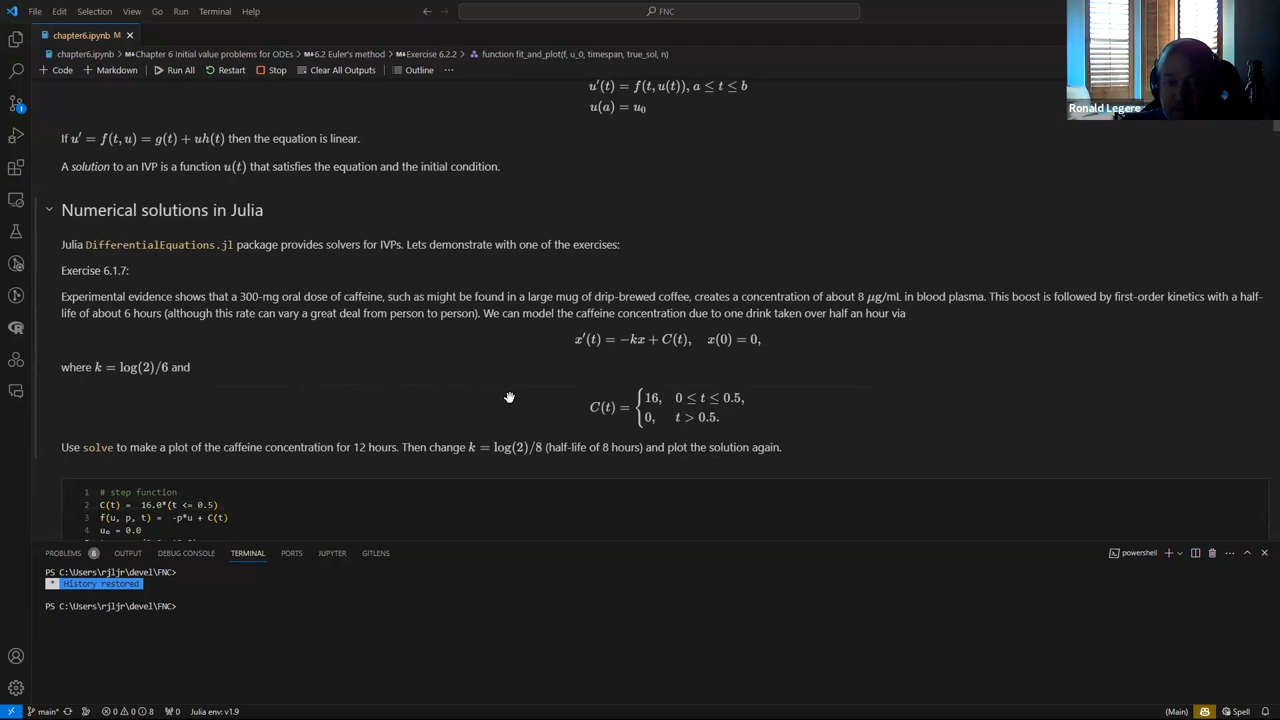 File Edit Selection View Go Run Terminal Help
FNC
chapter6.ipynb M
chapter6.ipynb > Chapter 6 Initial value problems for ODEs > 6.2 Euler's method > Exercise 6.2.2 > function fit_and_plot(f,u_0, timespan, true_sol, n)
+ Code + Markdown Run All Stop All Outputs ···
u′(t) = f(t, u(t)), a ≤ t ≤ b
u(a) = u₀
Ronald Legere
If u′ = f(t, u) = g(t) + uh(t) then the equation is linear.
A solution to an IVP is a function u(t) that satisfies the equation and the initial condition.
Numerical solutions in Julia
Julia DifferentialEquations.jl package provides solvers for IVPs. Lets demonstrate with one of the exercises:
Exercise 6.1.7:
Experimental evidence shows that a 300-mg oral dose of caffeine, such as might be found in a large mug of drip-brewed coffee, creates a concentration of about 8 μg/mL in blood plasma. This boost is followed by first-order kinetics with a half-
life of about 6 hours (although this rate can vary a great deal from person to person). We can model the caffeine concentration due to one drink taken over half an hour via
x′(t) = −kx + C(t), x(0) = 0,
where k = log(2)/6 and
C(t) = { 16, 0 ≤ t ≤ 0.5,
0, t > 0.5.
Use solve to make a plot of the caffeine concentration for 12 hours. Then change k = log(2)/8 (half-life of 8 hours) and plot the solution again.
1 # step function
2 C(t) = 16.0*(t <= 0.5)
3 f(u, p, t) = -p*u + C(t)
4 u₀ = 0.0
PROBLEMS 8 OUTPUT DEBUG CONSOLE TERMINAL PORTS JUPYTER GITLENS
powershell
PS C:\Users\rjljr\devel\FNC>
* History restored
PS C:\Users\rjljr\devel\FNC>
main* 0 0 8 0 Julia env: v1.9
(Main) Spell